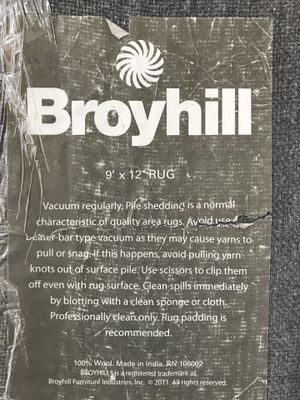 Broyhill®
9' x 12' RUG
Vacuum regularly. Pile shedding is a normal
characteristic of quality area rugs. Avoid use
beater bar type vacuum as they may cause yarns to
pull or snag. If this happens, avoid pulling yarn
knots out of surface pile. Use scissors to clip them
off even with rug surface. Clean spills immediately
by blotting with a clean sponge or cloth.
Professionally clean only. Rug padding is
recommended.
100% Wool. Made in India. RN 106002
BROYHILL® is a registered trademark of
Broyhill Furniture Industries, Inc. © 2011. All rights reserved.